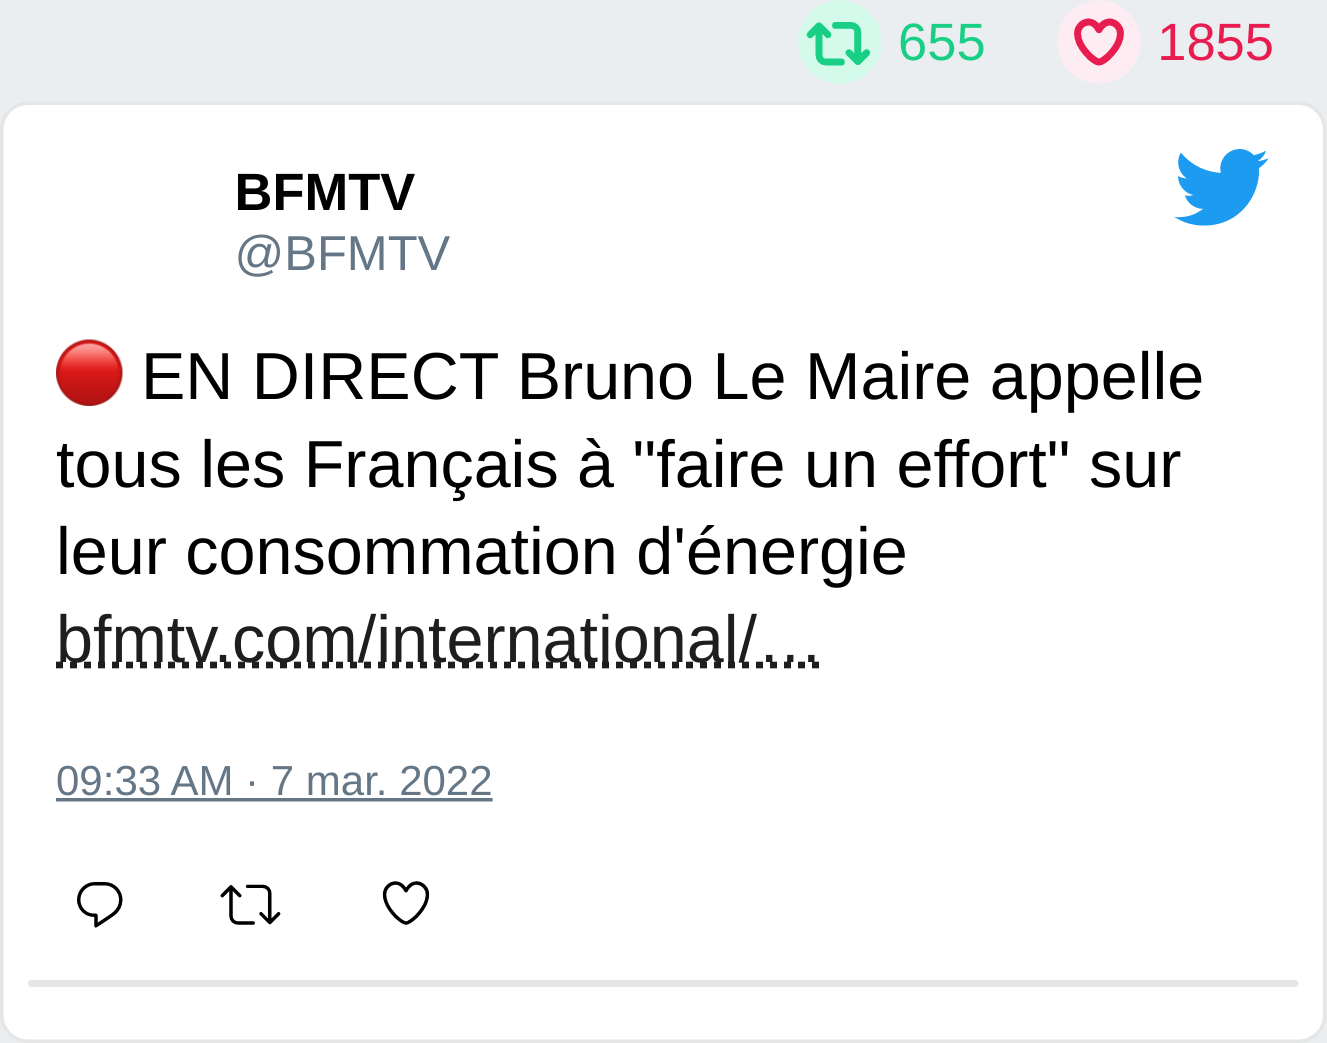 655 1855
BFMTV
@BFMTV
🔴 EN DIRECT Bruno Le Maire appelle
tous les Français à "faire un effort" sur
leur consommation d'énergie
bfmtv.com/international/…
09:33 AM · 7 mar. 2022